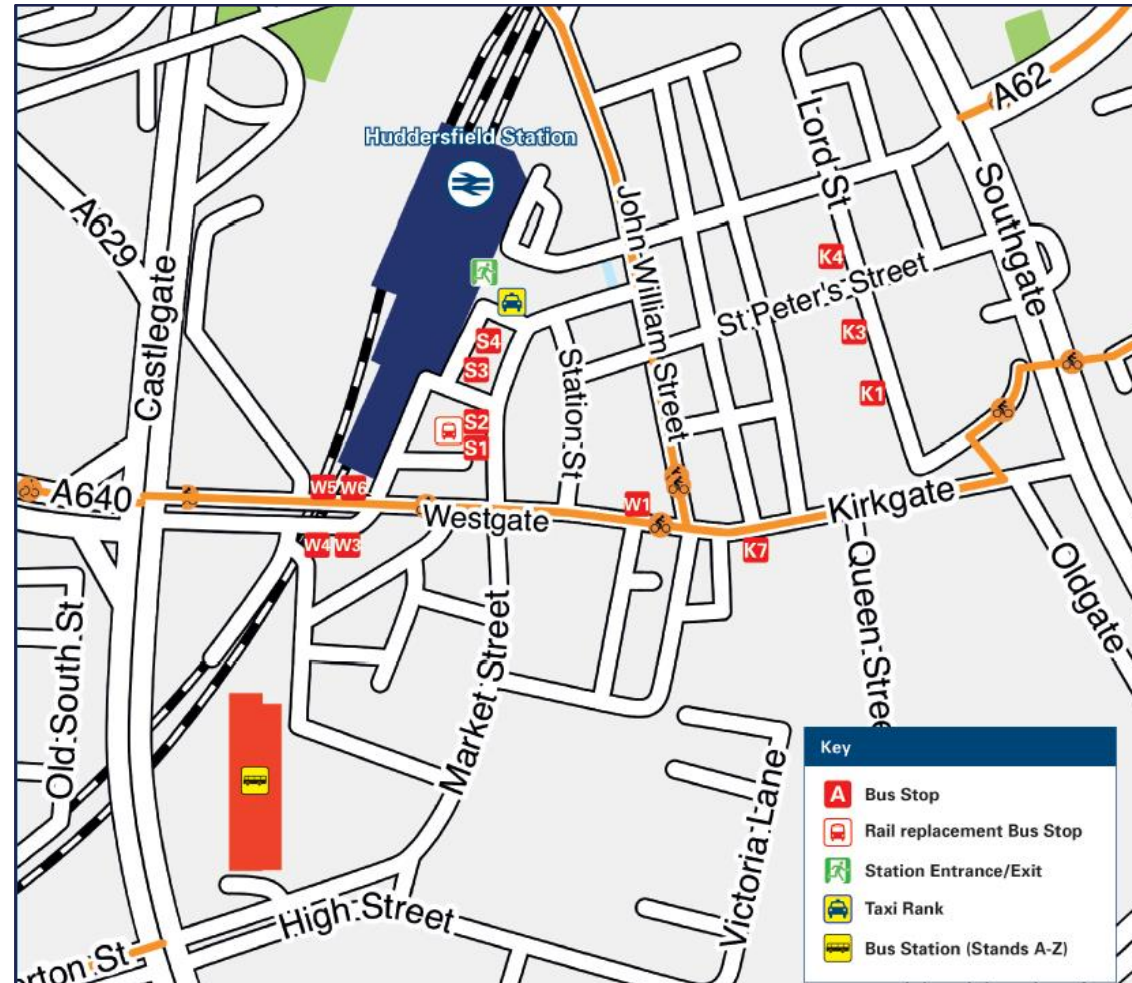 Huddersfield Station
A62
Lord St
Southgate
A629
Castlegate
John William Street
K4
St Peter's Street
K3
S4
S3
Station St
K1
S2
S1
A640
W5
W6
W1
Westgate
Kirkgate
W4
W3
K7
Queen Stree
Oldgate
Old South St
Market Street
Victoria Lane
High Street
erton St
Key
A Bus Stop
Rail replacement Bus Stop
Station Entrance/Exit
Taxi Rank
Bus Station (Stands A-Z)